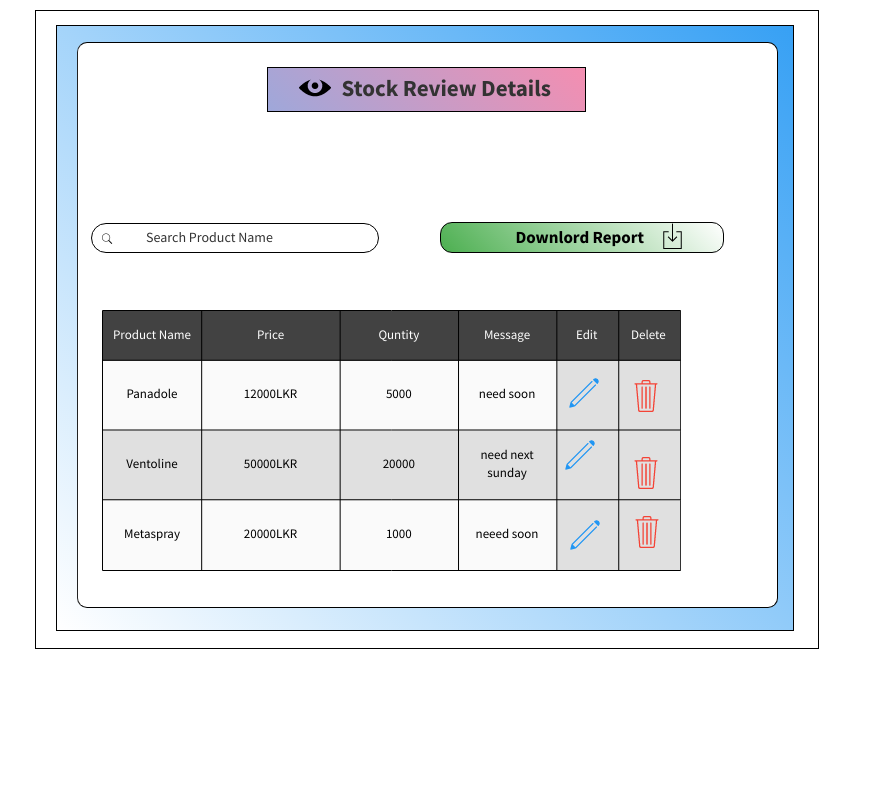 Stock Review Details
Search Product Name
Downlord Report
Product Name Price Quntity Message Edit Delete
Panadole 12000LKR 5000 need soon
Ventoline 50000LKR 20000 need next
sunday
Metaspray 20000LKR 1000 neeed soon